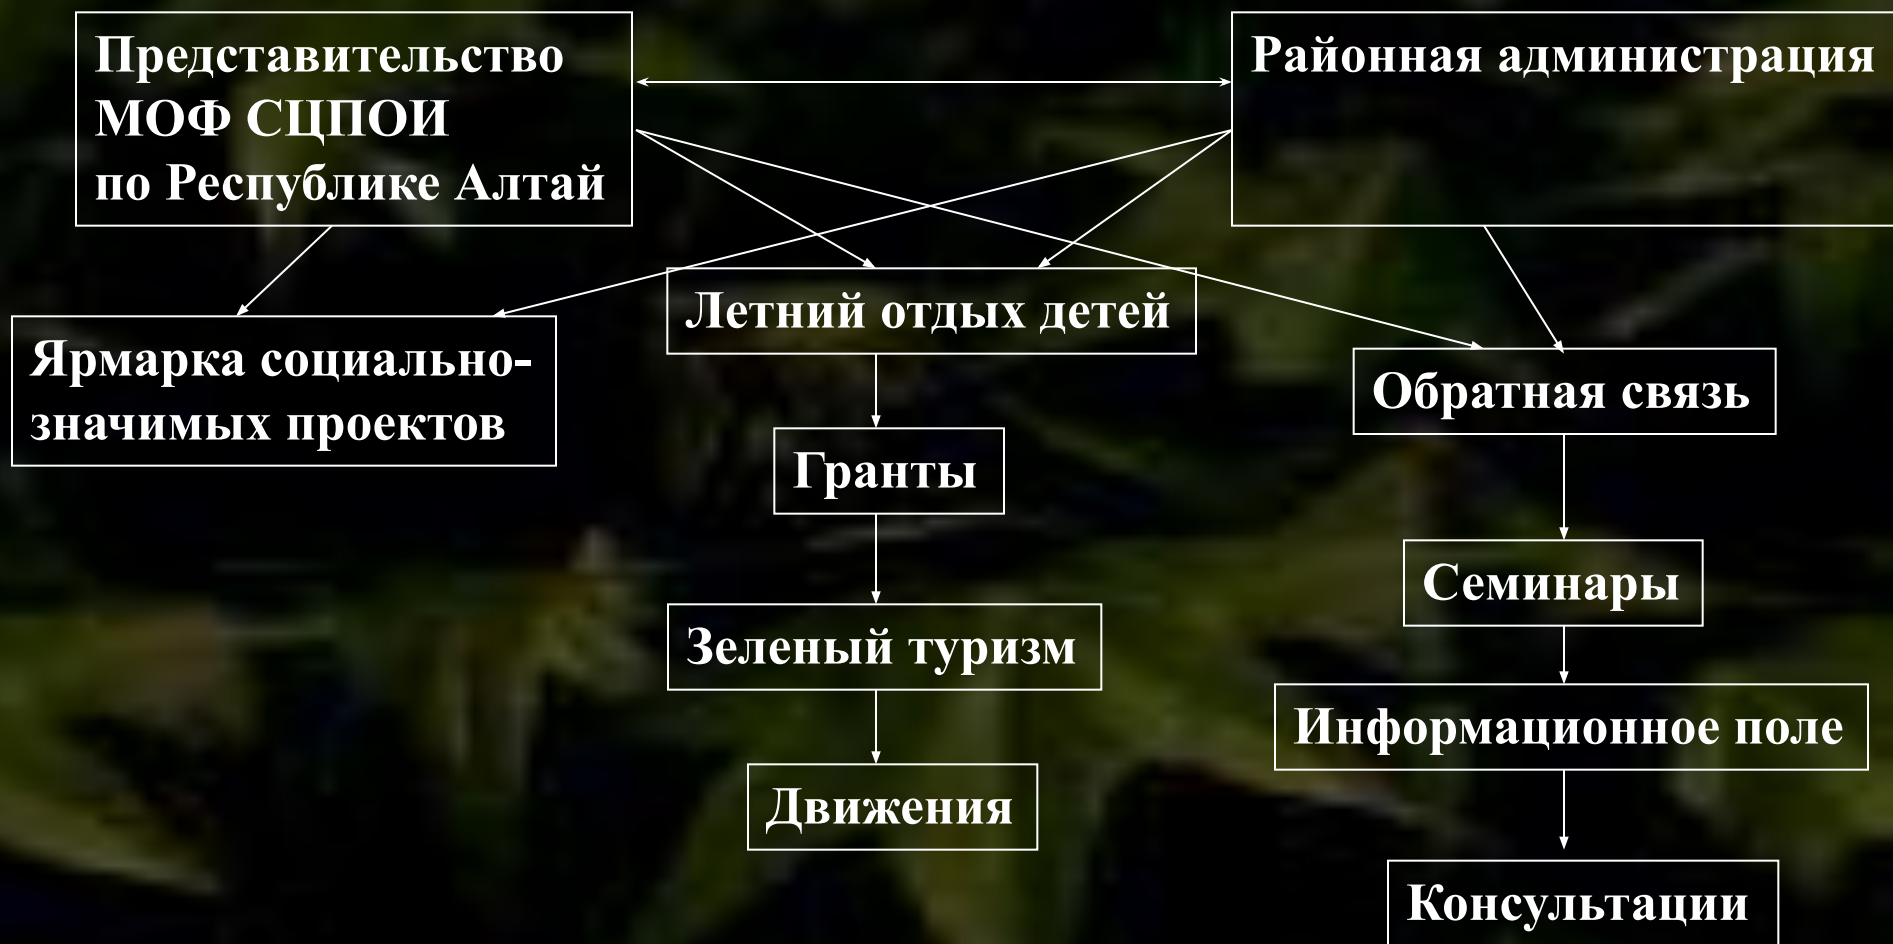 Представительство
МОФ СЦПОИ
по Республике Алтай
Районная администрация
Ярмарка социально-
значимых проектов
Летний отдых детей
Гранты
Зеленый туризм
Движения
Обратная связь
Семинары
Информационное поле
Консультации